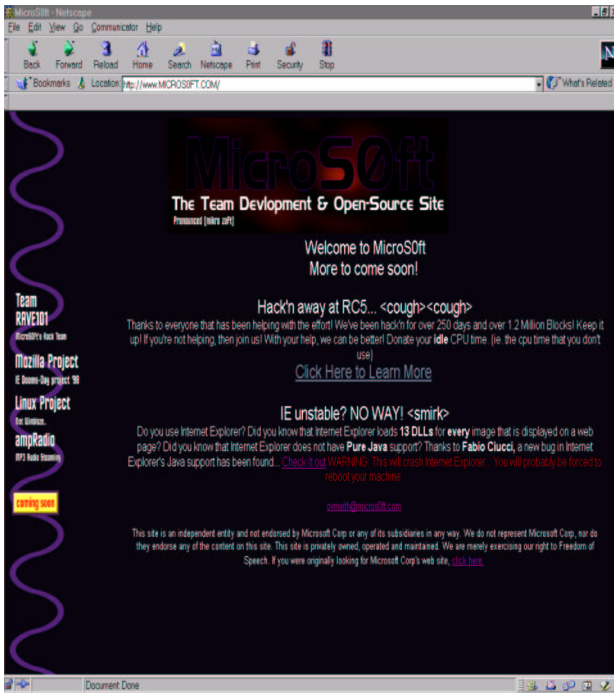 MicroS0ft - Netscape
File Edit View Go Communicator Help
Back Forward Reload Home Search Netscape Print Security Stop
N
Bookmarks Location: http://www.MICROS0FT.COM/ What's Related
MicroS0ft
The Team Devlopment & Open-Source Site
Pronounced [mikro zoft]
Welcome to MicroS0ft
More to come soon!
Team
RAVE101
MicroS0ft's Hack Team
Mozilla Project
IE Dooms-Day project '98
Linux Project
Dot Windoze..
ampRadio
MP3 Radio Steaming
coming soon
Hack'n away at RC5... <cough><cough>
Thanks to everyone that has been helping with the effort! We've been hack'n for over 250 days and over 1.2 Million Blocks! Keep it
up! If you're not helping, then join us! With your help, we can be better! Donate your idle CPU time. (ie. the cpu time that you don't
use)
Click Here to Learn More
IE unstable? NO WAY! <smirk>
Do you use Internet Explorer? Did you know that Internet Explorer loads 13 DLLs for every image that is displayed on a web
page? Did you know that Internet Explorer does not have Pure Java support? Thanks to Fabio Ciucci, a new bug in Internet
Explorer's Java support has been found... Check it out WARNING: This will crash Internet Explorer... You will probably be forced to
reboot your machine
This site is an independent entity and not endorsed by Microsoft Corp or any of its subsidiaries in any way. We do not represent Microsoft Corp, nor do
they endorse any of the content on this site. This site is privately owned, operated and maintained. We are merely exercising our right to Freedom of
Speech. If you were originally looking for Microsoft Corp's web site, click here.
Document Done